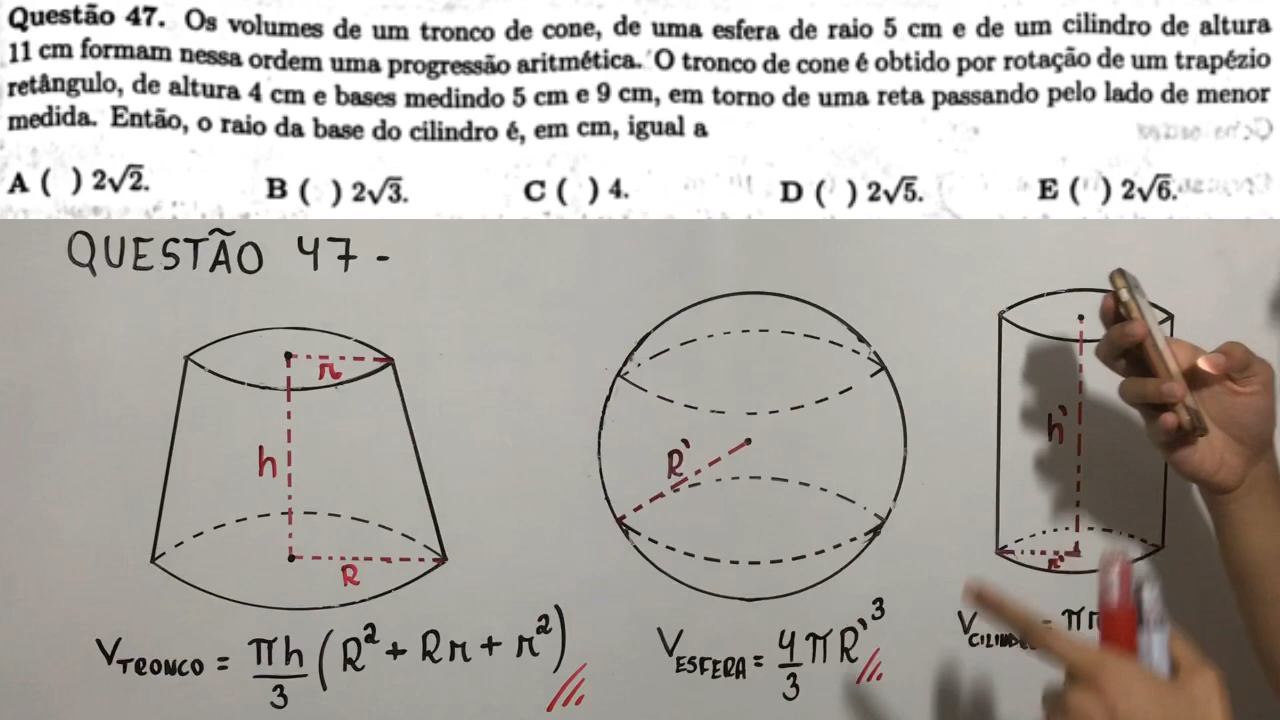 Questão 47. Os volumes de um tronco de cone, de uma esfera de raio 5 cm e de um cilindro de altura
11 cm formam nessa ordem uma progressão aritmética. O tronco de cone é obtido por rotação de um trapézio
retângulo, de altura 4 cm e bases medindo 5 cm e 9 cm, em torno de uma reta passando pelo lado de menor
medida. Então, o raio da base do cilindro é, em cm, igual a
A ( ) 2√2. B ( ) 2√3. C ( ) 4. D ( ) 2√5. E ( ) 2√6.
QUESTÃO 47 -
r
h
R
R'
h'
r'
V TRONCO = πh/3 (R² + Rr + r²)
V ESFERA = 4/3 πR'³
= π